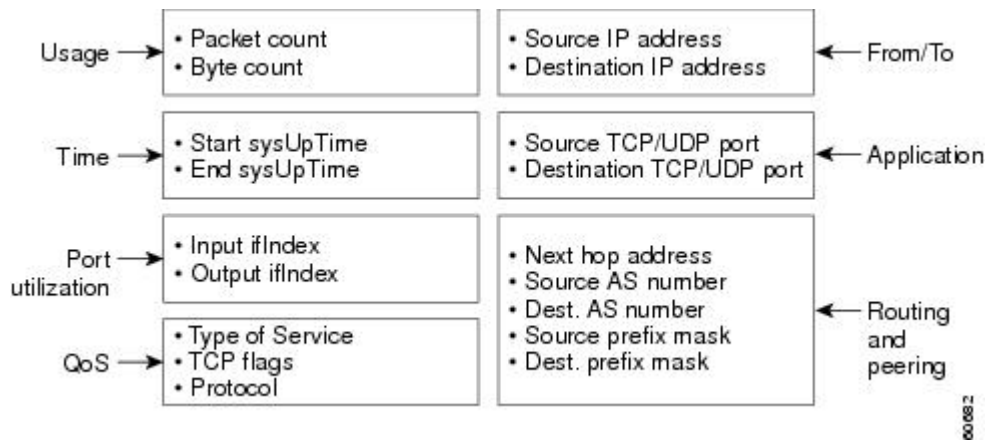 Usage
• Packet count
• Byte count
• Source IP address
• Destination IP address
From/To
Time
• Start sysUpTime
• End sysUpTime
• Source TCP/UDP port
• Destination TCP/UDP port
Application
Port
utilization
• Input ifIndex
• Output ifIndex
QoS
• Type of Service
• TCP flags
• Protocol
• Next hop address
• Source AS number
• Dest. AS number
• Source prefix mask
• Dest. prefix mask
Routing
and
peering
60682